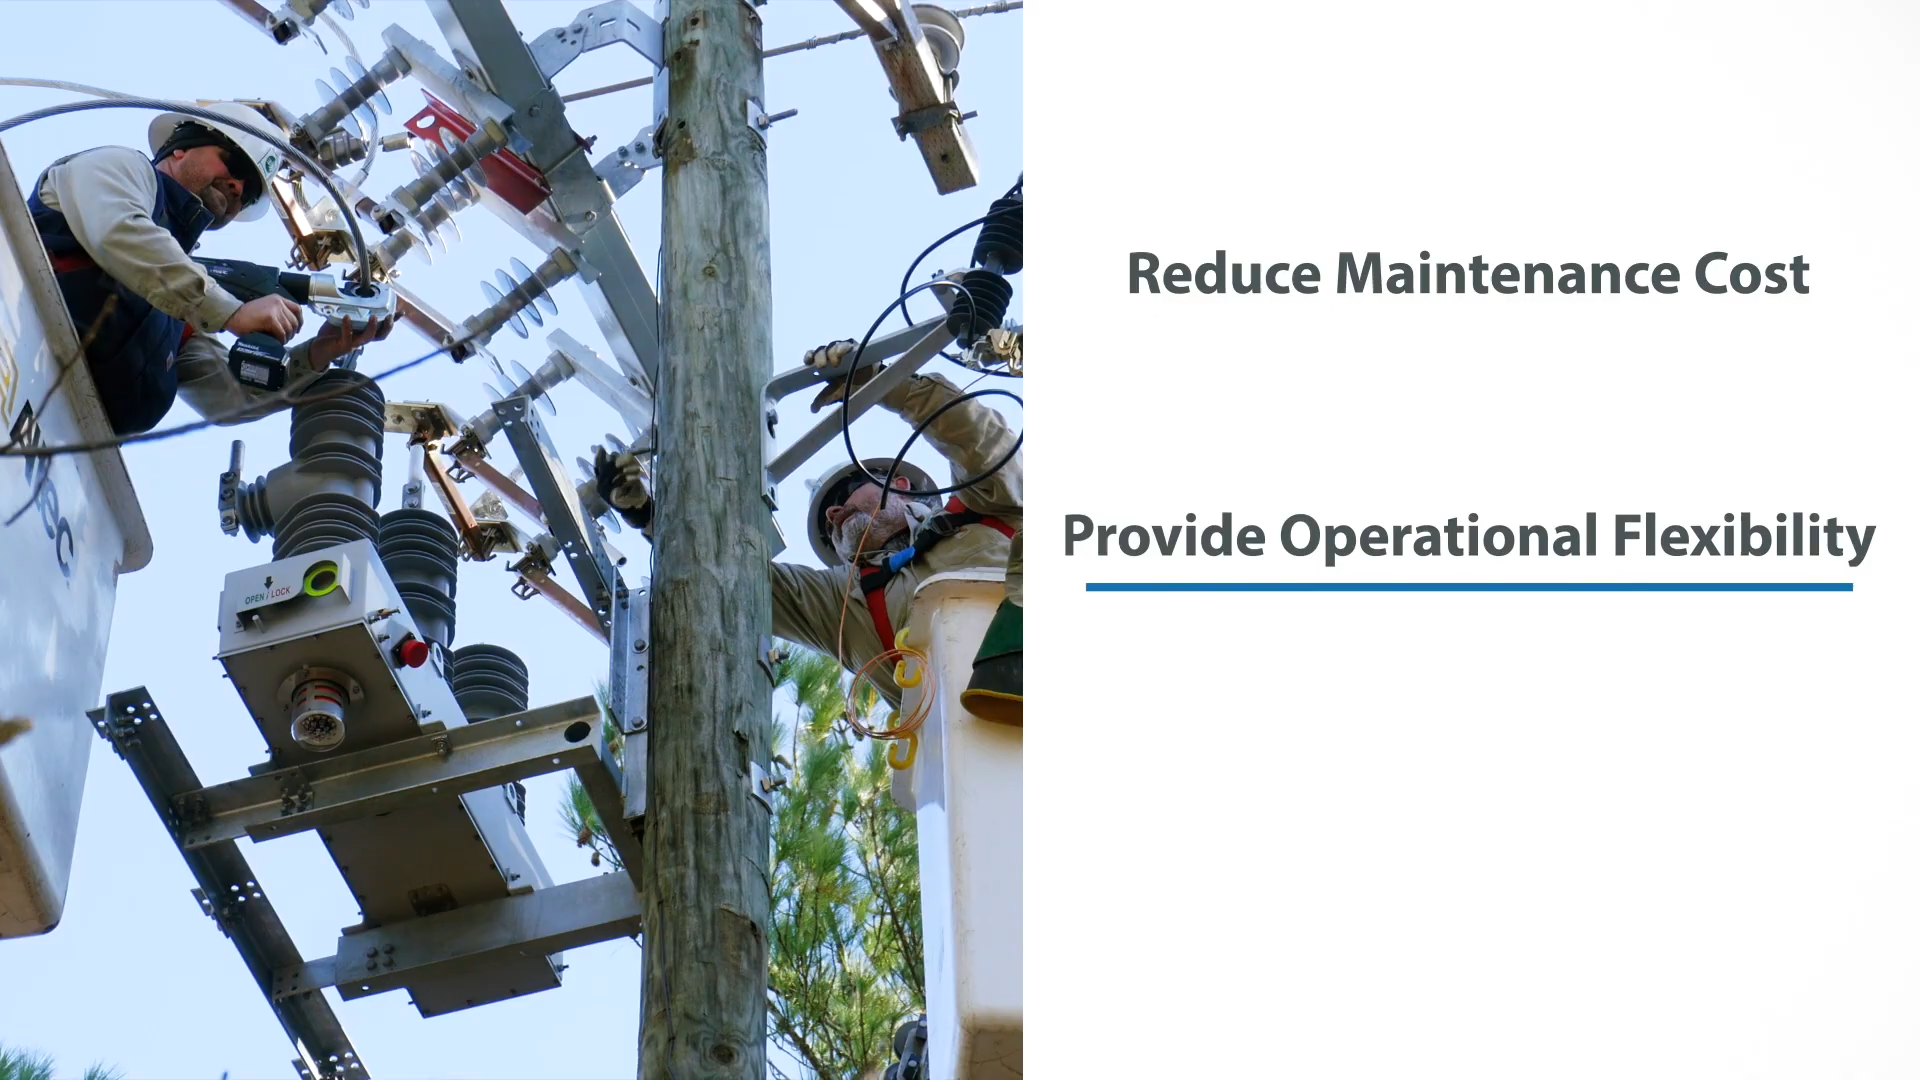 OPEN / LOCK
Reduce Maintenance Cost
Provide Operational Flexibility